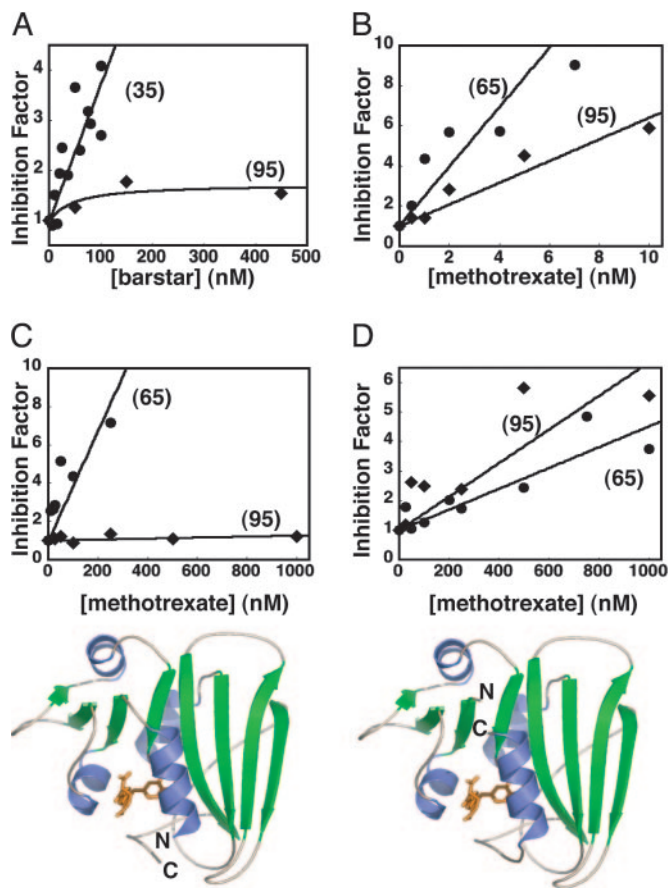 A
Inhibition Factor
4
3
2
1
(35)
(95)
0 100 200 300 400 500
[barstar] (nM)
B
Inhibition Factor
10
8
6
4
2
(65)
(95)
0 2 4 6 8 10
[methotrexate] (nM)
C
Inhibition Factor
10
8
6
4
2
(65)
(95)
0 200 400 600 800 1000
[methotrexate] (nM)
D
Inhibition Factor
6
5
4
3
2
1
(95)
(65)
0 200 400 600 800 1000
[methotrexate] (nM)
N
C
N
C